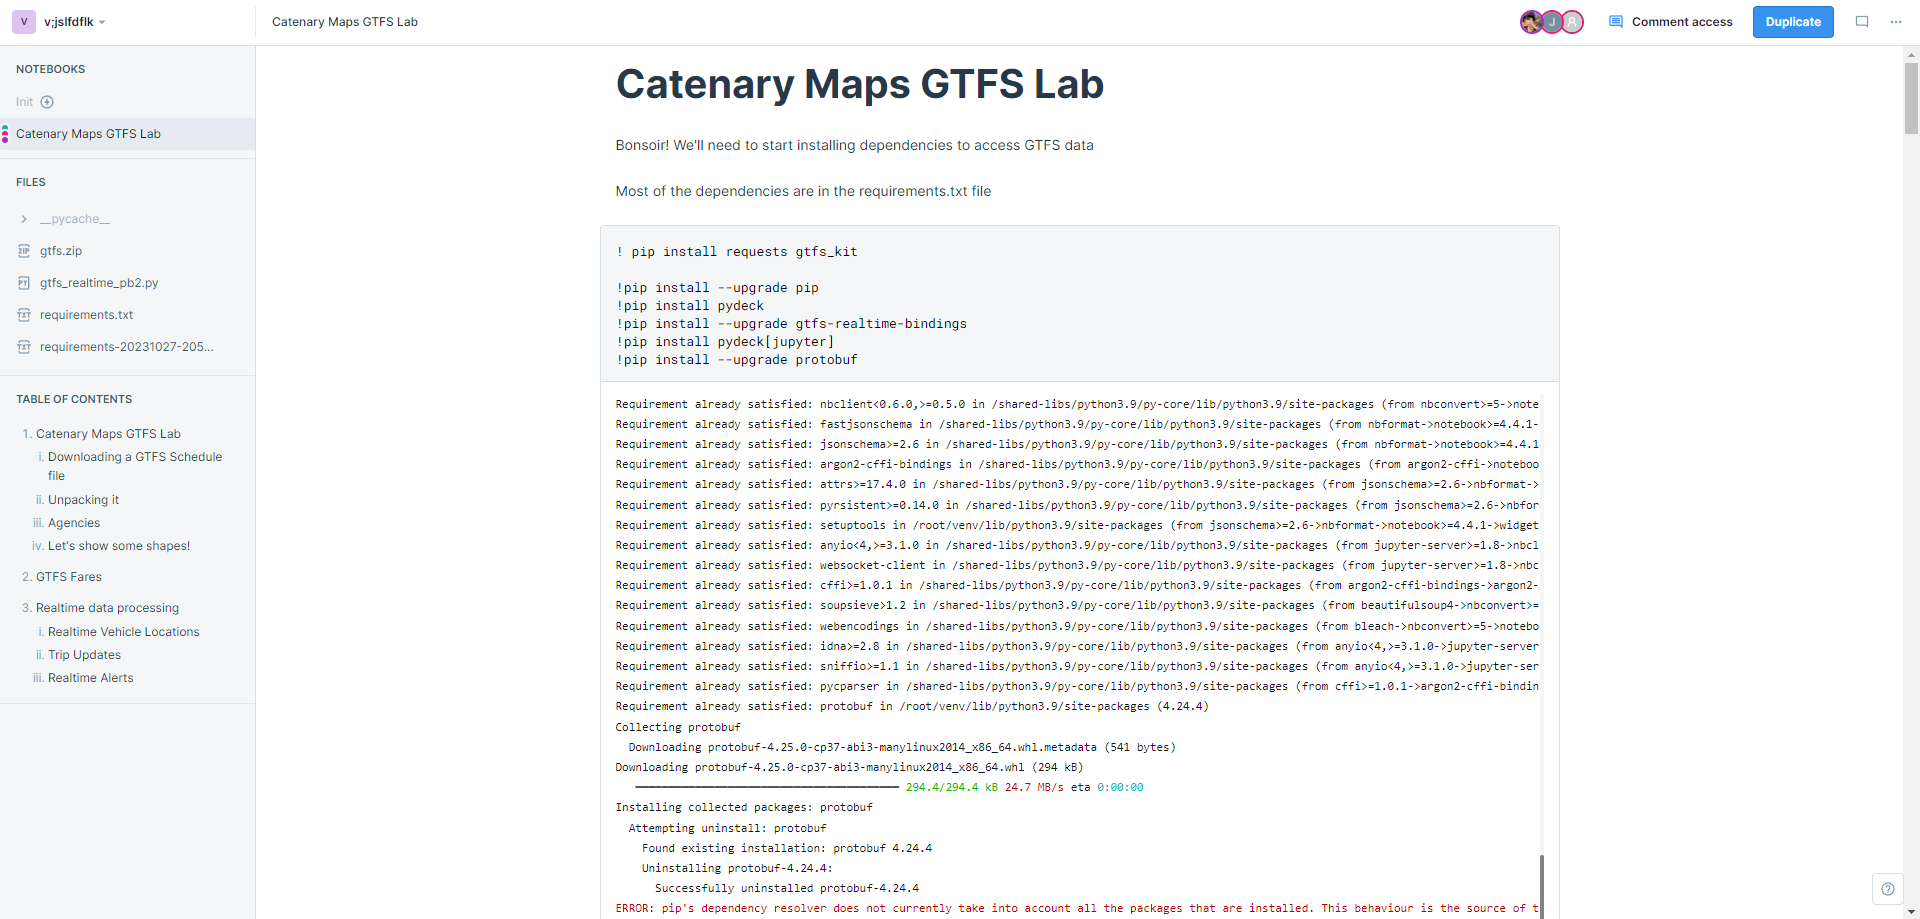 V v;jslfdflk
Catenary Maps GTFS Lab
J
Comment access
Duplicate
NOTEBOOKS
Init
Catenary Maps GTFS Lab
FILES
__pycache__
ZIP gtfs.zip
PY gtfs_realtime_pb2.py
TXT requirements.txt
TXT requirements-20231027-205...
TABLE OF CONTENTS
1. Catenary Maps GTFS Lab
i. Downloading a GTFS Schedule
file
ii. Unpacking it
iii. Agencies
iv. Let's show some shapes!
2. GTFS Fares
3. Realtime data processing
i. Realtime Vehicle Locations
ii. Trip Updates
iii. Realtime Alerts
Catenary Maps GTFS Lab
Bonsoir! We'll need to start installing dependencies to access GTFS data
Most of the dependencies are in the requirements.txt file
! pip install requests gtfs_kit
!pip install --upgrade pip
!pip install pydeck
!pip install --upgrade gtfs-realtime-bindings
!pip install pydeck[jupyter]
!pip install --upgrade protobuf
Requirement already satisfied: nbclient<0.6.0,>=0.5.0 in /shared-libs/python3.9/py-core/lib/python3.9/site-packages (from nbconvert>=5->note
Requirement already satisfied: fastjsonschema in /shared-libs/python3.9/py-core/lib/python3.9/site-packages (from nbformat->notebook>=4.4.1-
Requirement already satisfied: jsonschema>=2.6 in /shared-libs/python3.9/py-core/lib/python3.9/site-packages (from nbformat->notebook>=4.4.1
Requirement already satisfied: argon2-cffi-bindings in /shared-libs/python3.9/py-core/lib/python3.9/site-packages (from argon2-cffi->noteboo
Requirement already satisfied: attrs>=17.4.0 in /shared-libs/python3.9/py-core/lib/python3.9/site-packages (from jsonschema>=2.6->nbformat->
Requirement already satisfied: pyrsistent>=0.14.0 in /shared-libs/python3.9/py-core/lib/python3.9/site-packages (from jsonschema>=2.6->nbfor
Requirement already satisfied: setuptools in /root/venv/lib/python3.9/site-packages (from jsonschema>=2.6->nbformat->notebook>=4.4.1->widget
Requirement already satisfied: anyio<4,>=3.1.0 in /shared-libs/python3.9/py-core/lib/python3.9/site-packages (from jupyter-server>=1.8->nbcl
Requirement already satisfied: websocket-client in /shared-libs/python3.9/py-core/lib/python3.9/site-packages (from jupyter-server>=1.8->nbc
Requirement already satisfied: cffi>=1.0.1 in /shared-libs/python3.9/py-core/lib/python3.9/site-packages (from argon2-cffi-bindings->argon2-
Requirement already satisfied: soupsieve>1.2 in /shared-libs/python3.9/py-core/lib/python3.9/site-packages (from beautifulsoup4->nbconvert>=
Requirement already satisfied: webencodings in /shared-libs/python3.9/py-core/lib/python3.9/site-packages (from bleach->nbconvert>=5->notebo
Requirement already satisfied: idna>=2.8 in /shared-libs/python3.9/py-core/lib/python3.9/site-packages (from anyio<4,>=3.1.0->jupyter-server
Requirement already satisfied: sniffio>=1.1 in /shared-libs/python3.9/py-core/lib/python3.9/site-packages (from anyio<4,>=3.1.0->jupyter-ser
Requirement already satisfied: pycparser in /shared-libs/python3.9/py-core/lib/python3.9/site-packages (from cffi>=1.0.1->argon2-cffi-bindin
Requirement already satisfied: protobuf in /root/venv/lib/python3.9/site-packages (4.24.4)
Collecting protobuf
Downloading protobuf-4.25.0-cp37-abi3-manylinux2014_x86_64.whl.metadata (541 bytes)
Downloading protobuf-4.25.0-cp37-abi3-manylinux2014_x86_64.whl (294 kB)
294.4/294.4 kB 24.7 MB/s eta 0:00:00
Installing collected packages: protobuf
Attempting uninstall: protobuf
Found existing installation: protobuf 4.24.4
Uninstalling protobuf-4.24.4:
Successfully uninstalled protobuf-4.24.4
ERROR: pip's dependency resolver does not currently take into account all the packages that are installed. This behaviour is the source of t